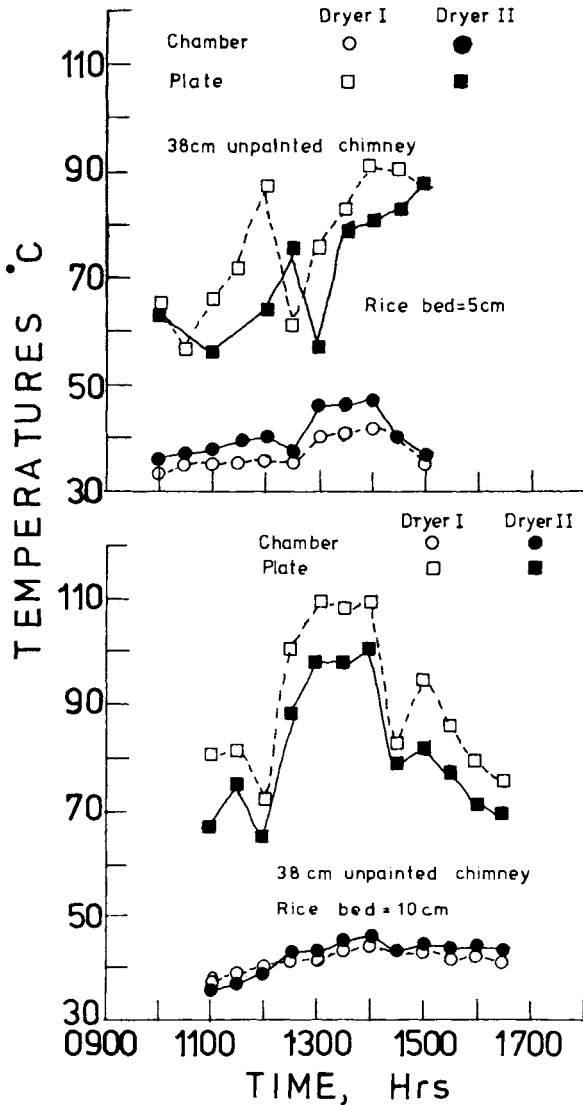 Dryer I Dryer II
Chamber
Plate
38cm unpainted chimney
Rice bed=5cm
110
90
70
50
30
TEMPERATURES °C
Dryer I Dryer II
Chamber
Plate
110
90
70
50
30
38 cm unpainted chimney
Rice bed = 10cm
0900 1100 1300 1500 1700
TIME, Hrs